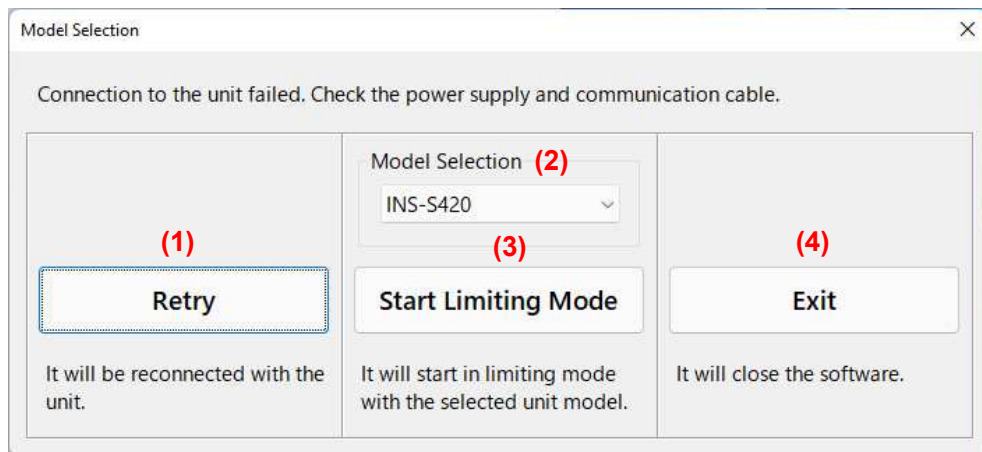 Model Selection
Connection to the unit failed. Check the power supply and communication cable.
(1)
Retry
It will be reconnected with the
unit.
Model Selection (2)
INS-S420
(3)
Start Limiting Mode
It will start in limiting mode
with the selected unit model.
(4)
Exit
It will close the software.